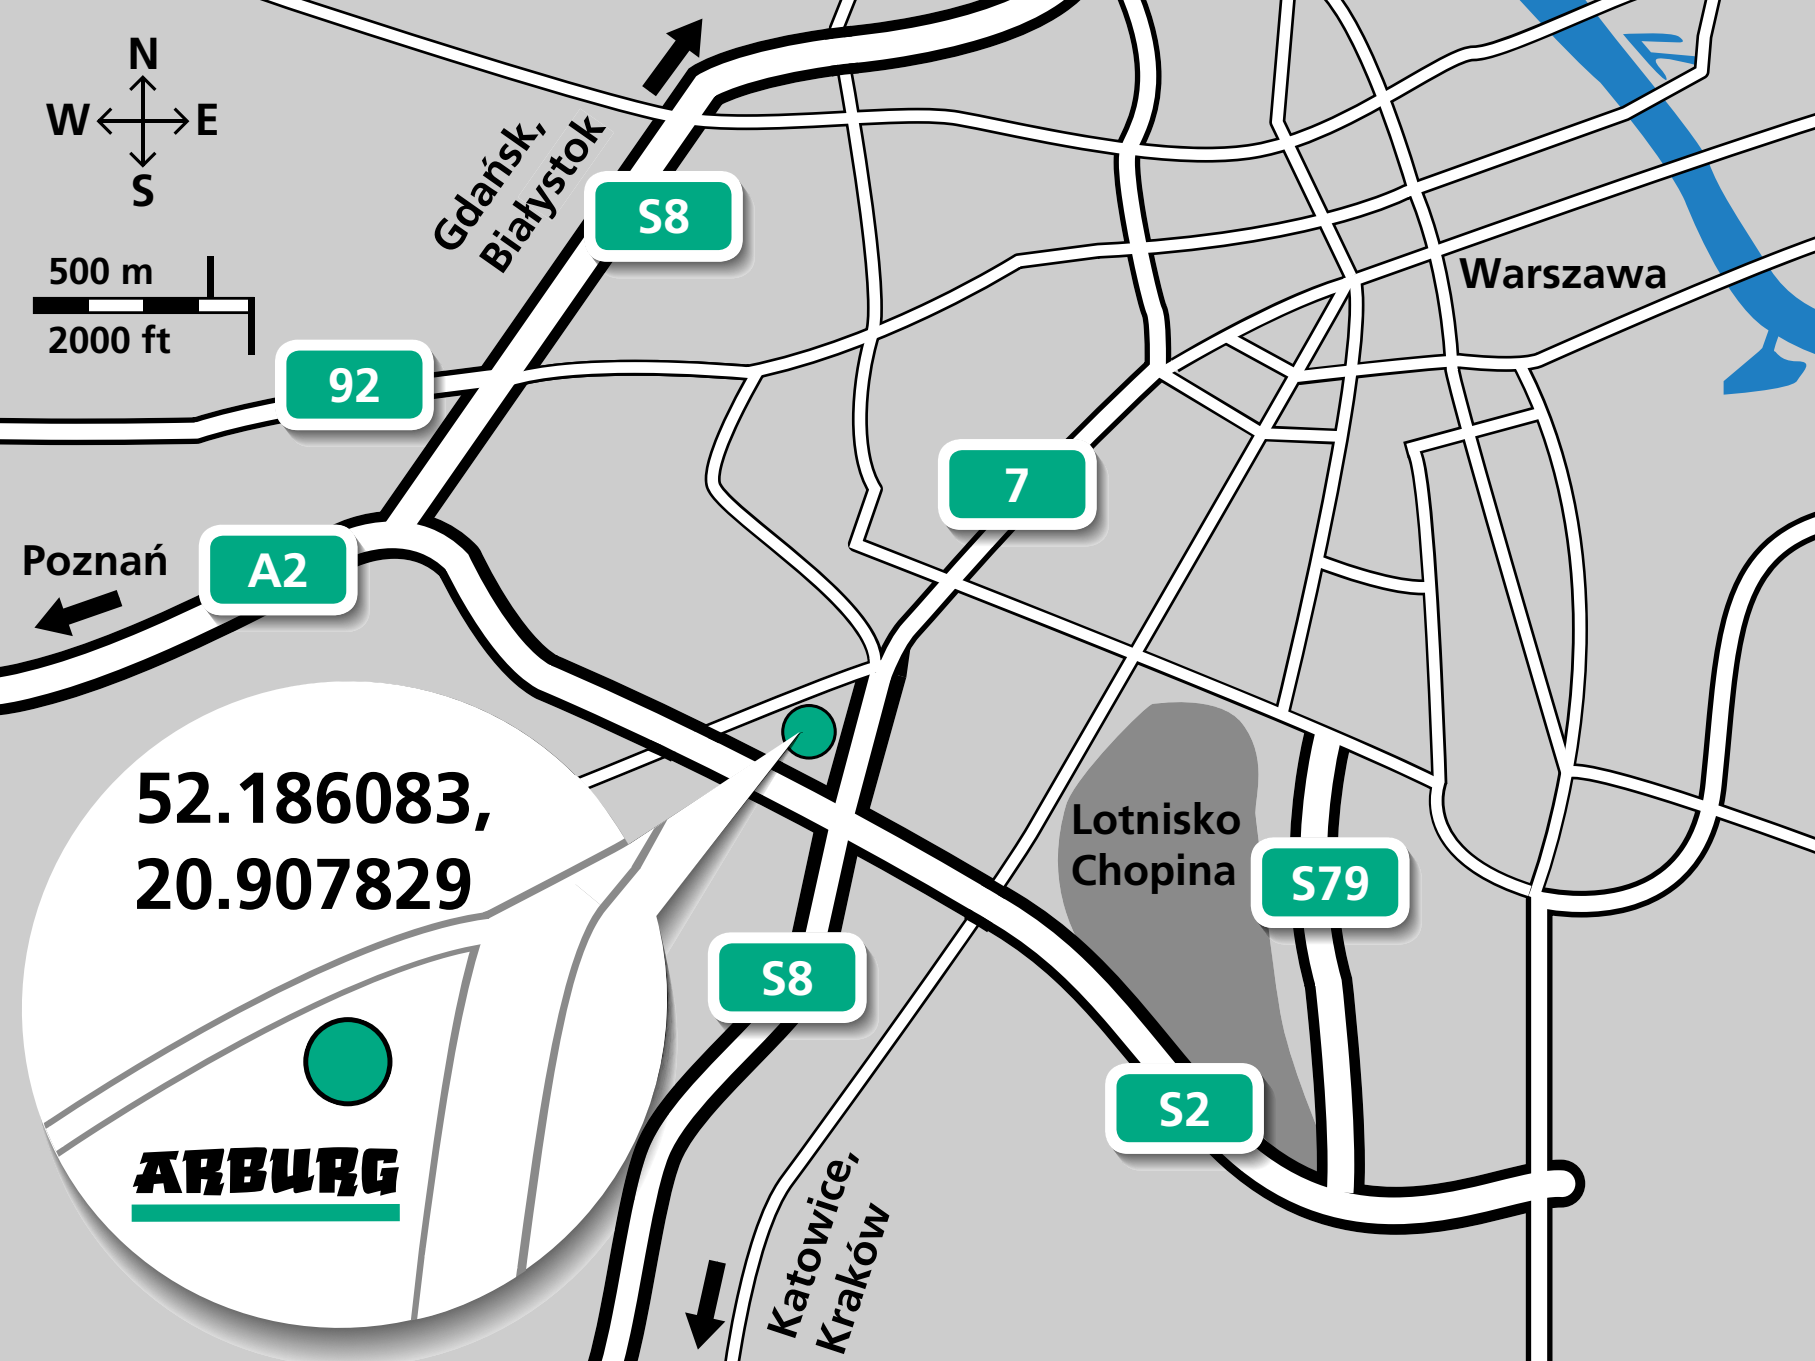 N
W E
S
500 m
2000 ft
Gdańsk,
Białystok
S8
92
Warszawa
7
Poznań
A2
52.186083,
20.907829
Lotnisko
Chopina
S79
S8
S2
ARBURG
Katowice,
Kraków